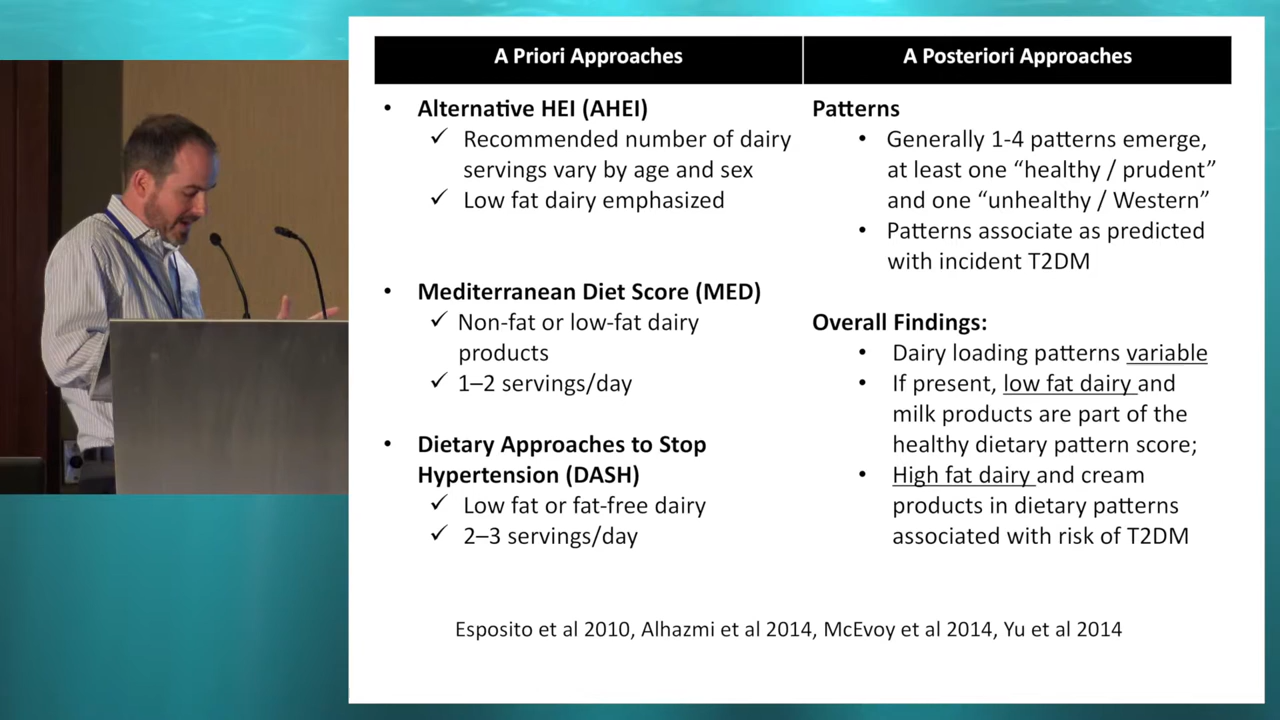 A Priori Approaches
A Posteriori Approaches
• Alternative HEI (AHEI)
✓ Recommended number of dairy
servings vary by age and sex
✓ Low fat dairy emphasized
• Mediterranean Diet Score (MED)
✓ Non-fat or low-fat dairy
products
✓ 1–2 servings/day
• Dietary Approaches to Stop
Hypertension (DASH)
✓ Low fat or fat-free dairy
✓ 2–3 servings/day
Patterns
• Generally 1-4 patterns emerge,
at least one “healthy / prudent”
and one “unhealthy / Western”
• Patterns associate as predicted
with incident T2DM
Overall Findings:
• Dairy loading patterns variable
• If present, low fat dairy and
milk products are part of the
healthy dietary pattern score;
• High fat dairy and cream
products in dietary patterns
associated with risk of T2DM
Esposito et al 2010, Alhazmi et al 2014, McEvoy et al 2014, Yu et al 2014